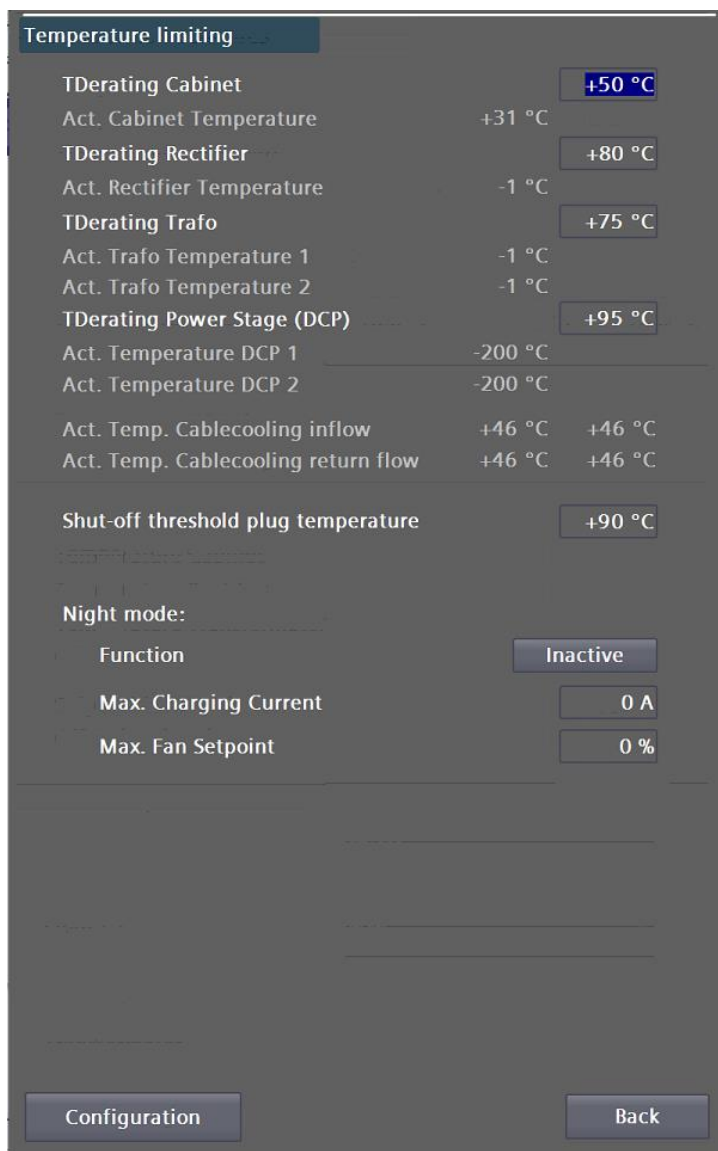 Temperature limiting
TDerating Cabinet +50 °C
Act. Cabinet Temperature +31 °C
TDerating Rectifier +80 °C
Act. Rectifier Temperature -1 °C
TDerating Trafo +75 °C
Act. Trafo Temperature 1 -1 °C
Act. Trafo Temperature 2 -1 °C
TDerating Power Stage (DCP) +95 °C
Act. Temperature DCP 1 -200 °C
Act. Temperature DCP 2 -200 °C
Act. Temp. Cablecooling inflow +46 °C +46 °C
Act. Temp. Cablecooling return flow +46 °C +46 °C
Shut-off threshold plug temperature +90 °C
Night mode:
Function Inactive
Max. Charging Current 0 A
Max. Fan Setpoint 0 %
Configuration Back